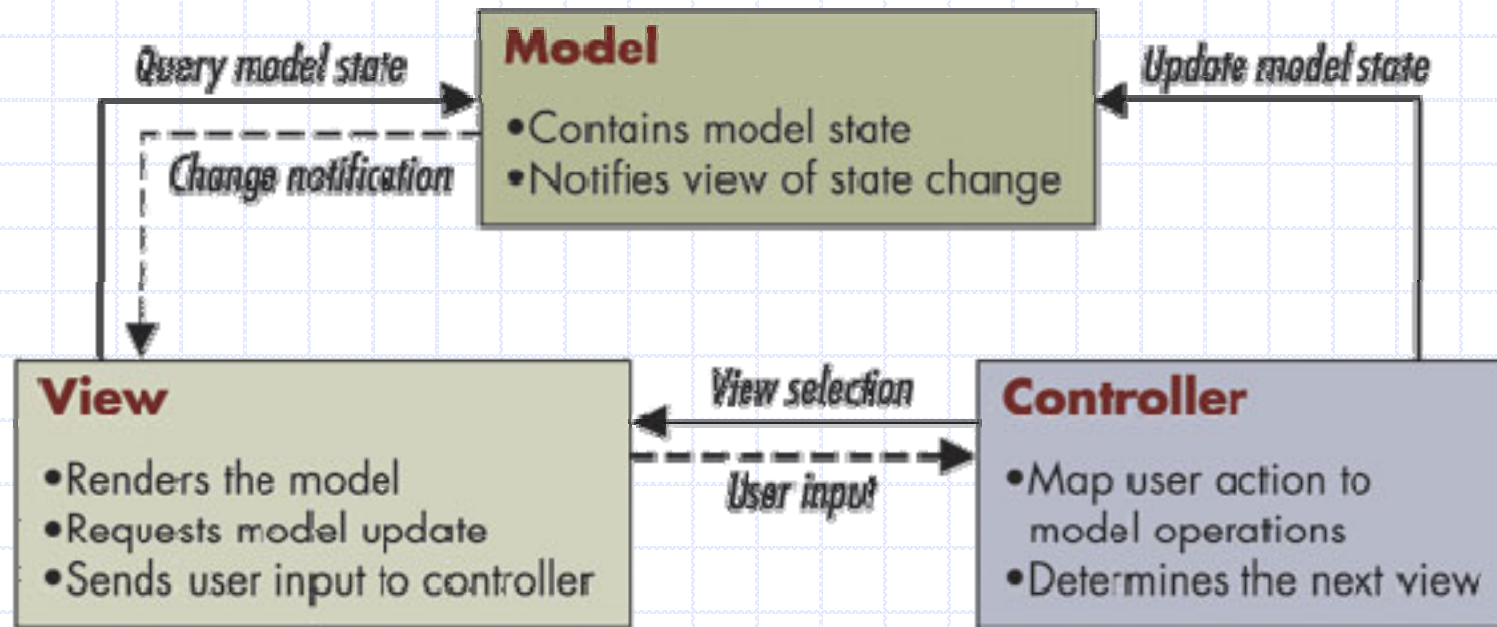 Model
Query model state
Update model state
•Contains model state
Change notification
•Notifies view of state change
View
View selection
Controller
•Renders the model
•Map user action to
User input
•Requests model update
model operations
•Sends user input to controller
•Determines the next view